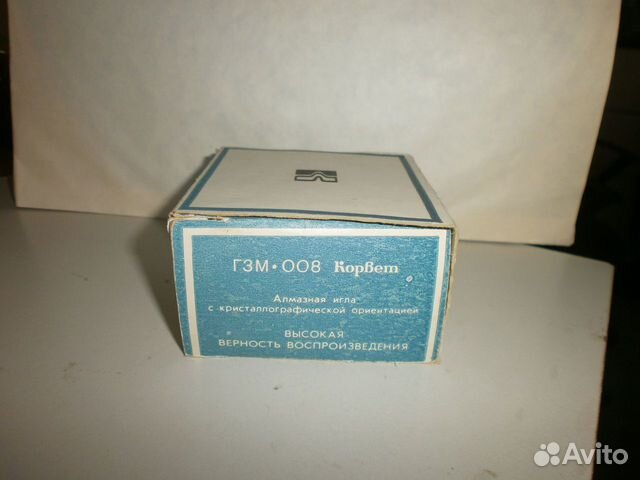 ГЗМ·008 Корвет
Алмазная игла
с кристаллографической ориентацией
ВЫСОКАЯ
ВЕРНОСТЬ ВОСПРОИЗВЕДЕНИЯ
Avito